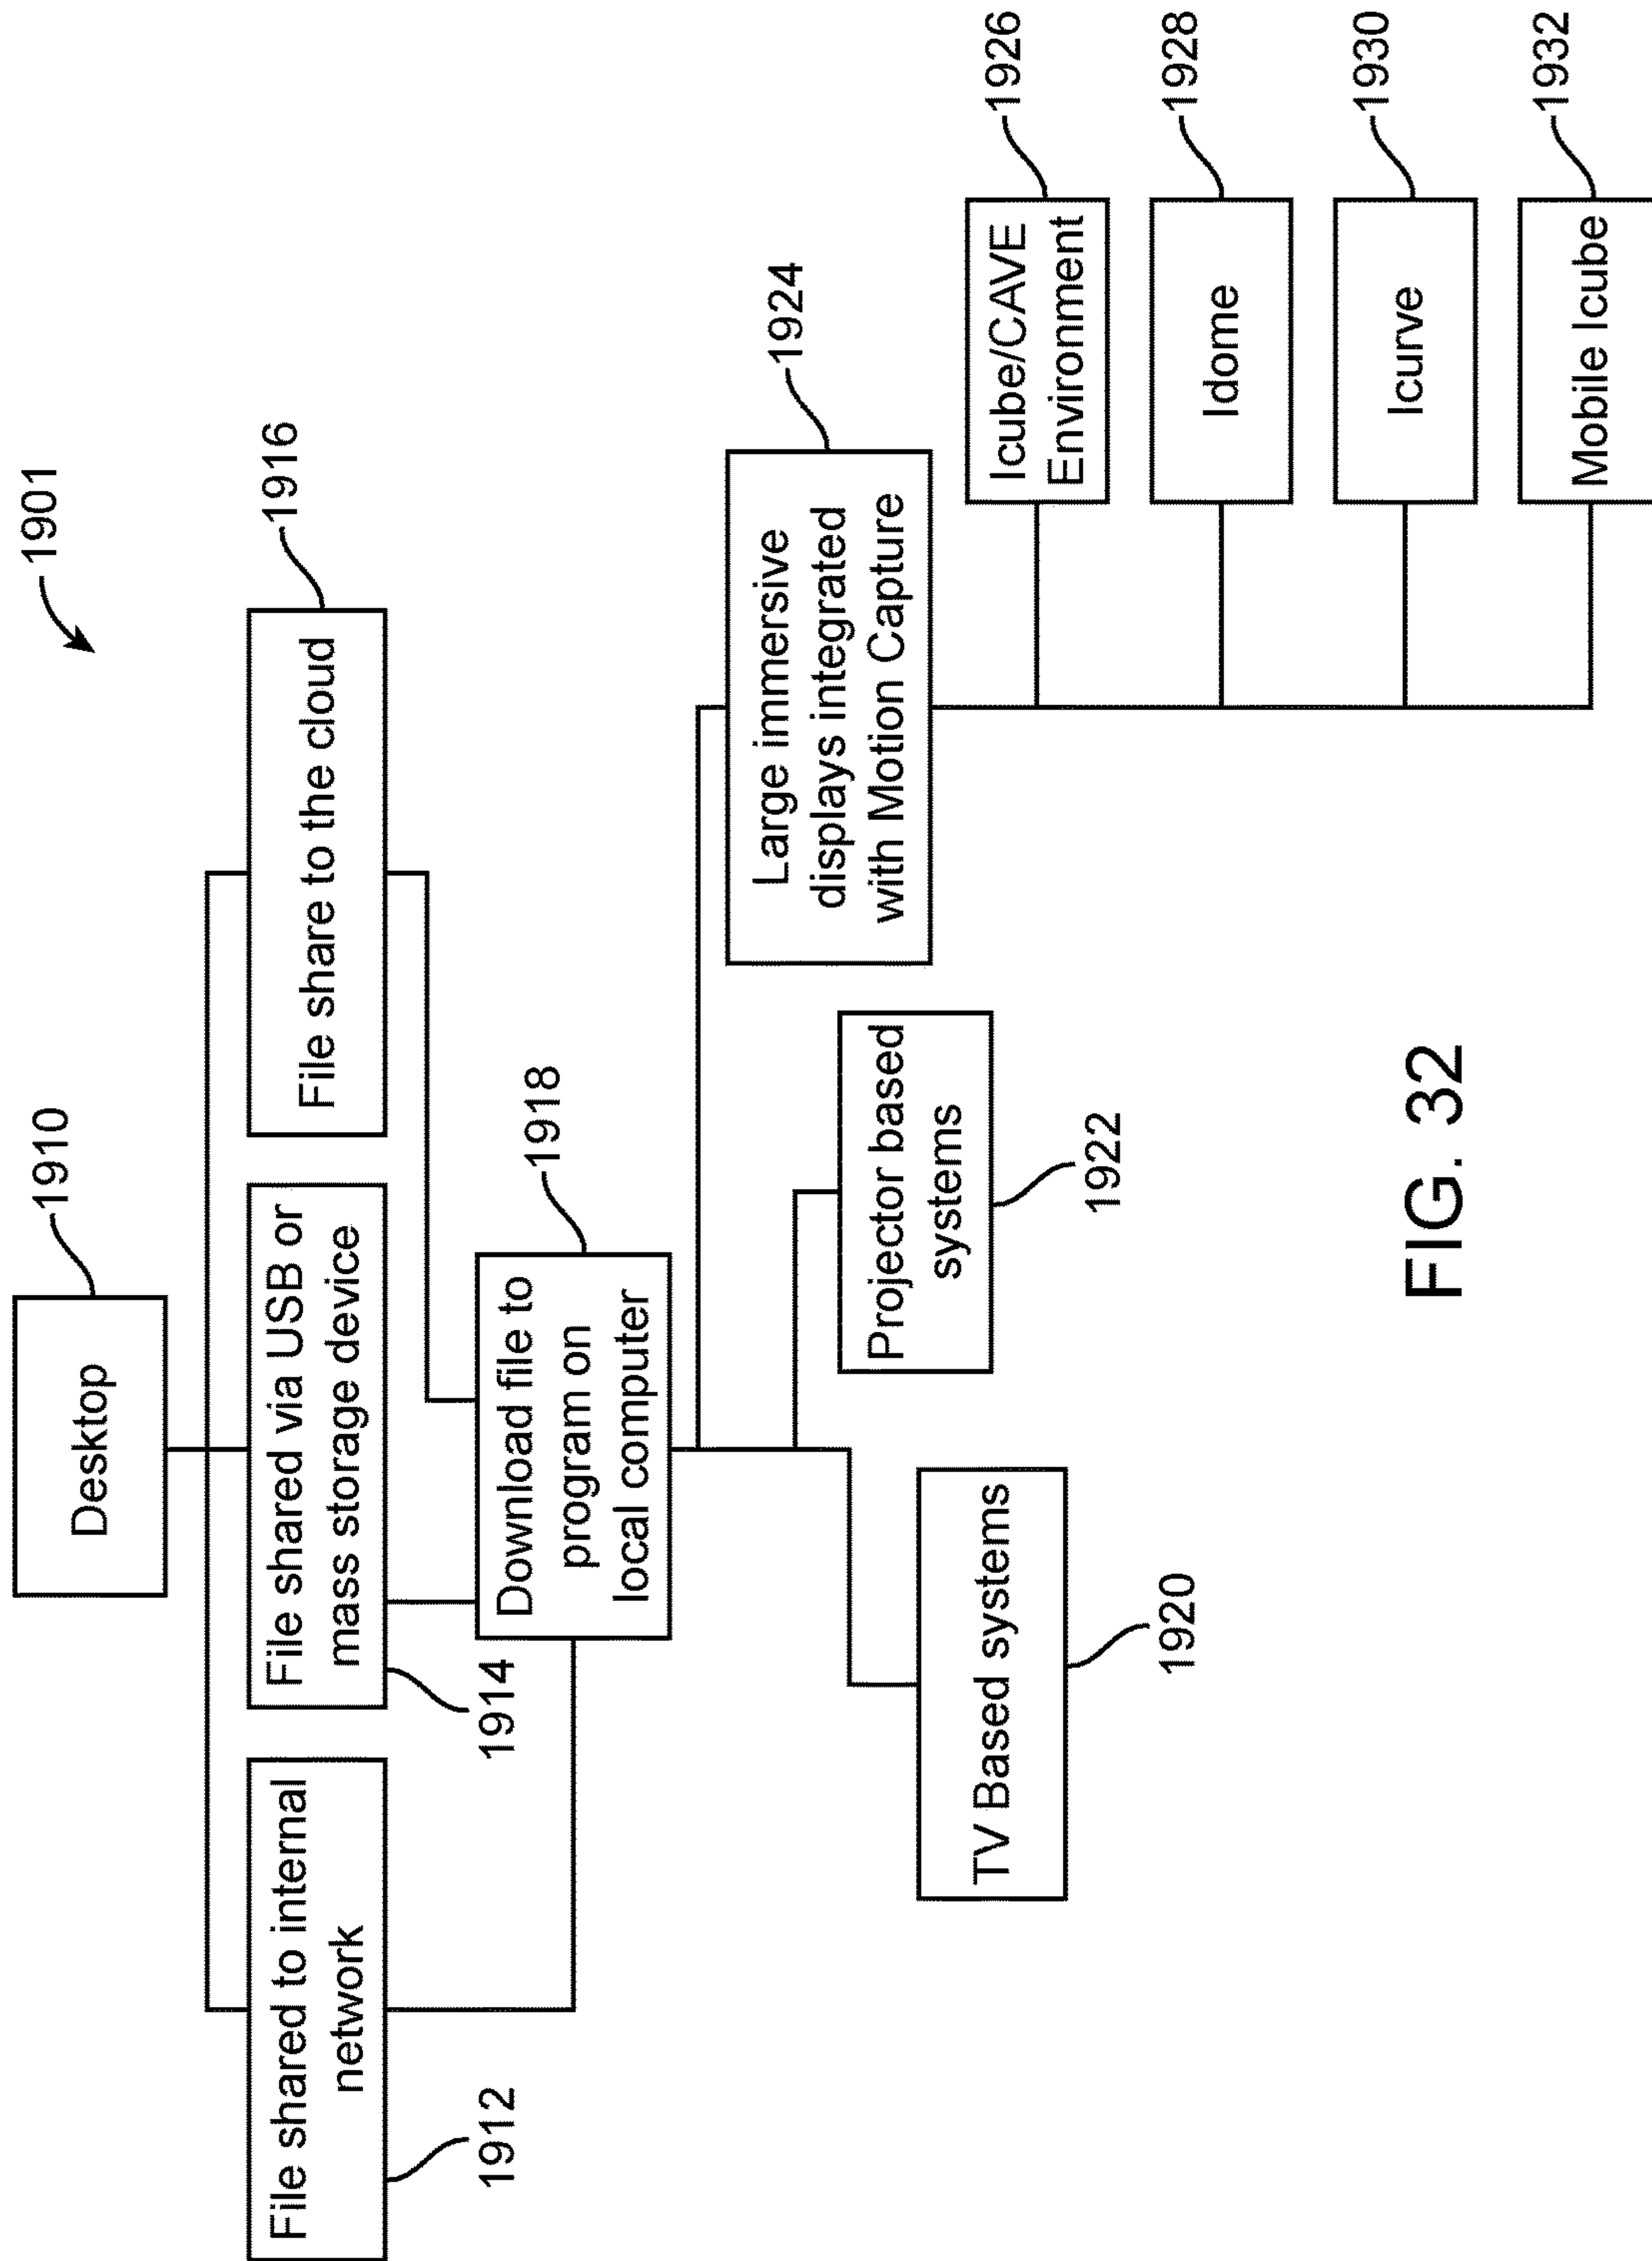 1901
Desktop
1910
File shared to internal
network
1912
File shared via USB or
mass storage device
1914
File share to the cloud
1916
Download file to
program on
local computer
1918
TV Based systems
1920
Projector based
systems
1922
Large immersive
displays integrated
with Motion Capture
1924
Icube/CAVE
Environment
1926
Idome
1928
Icurve
1930
Mobile Icube
1932
FIG. 32